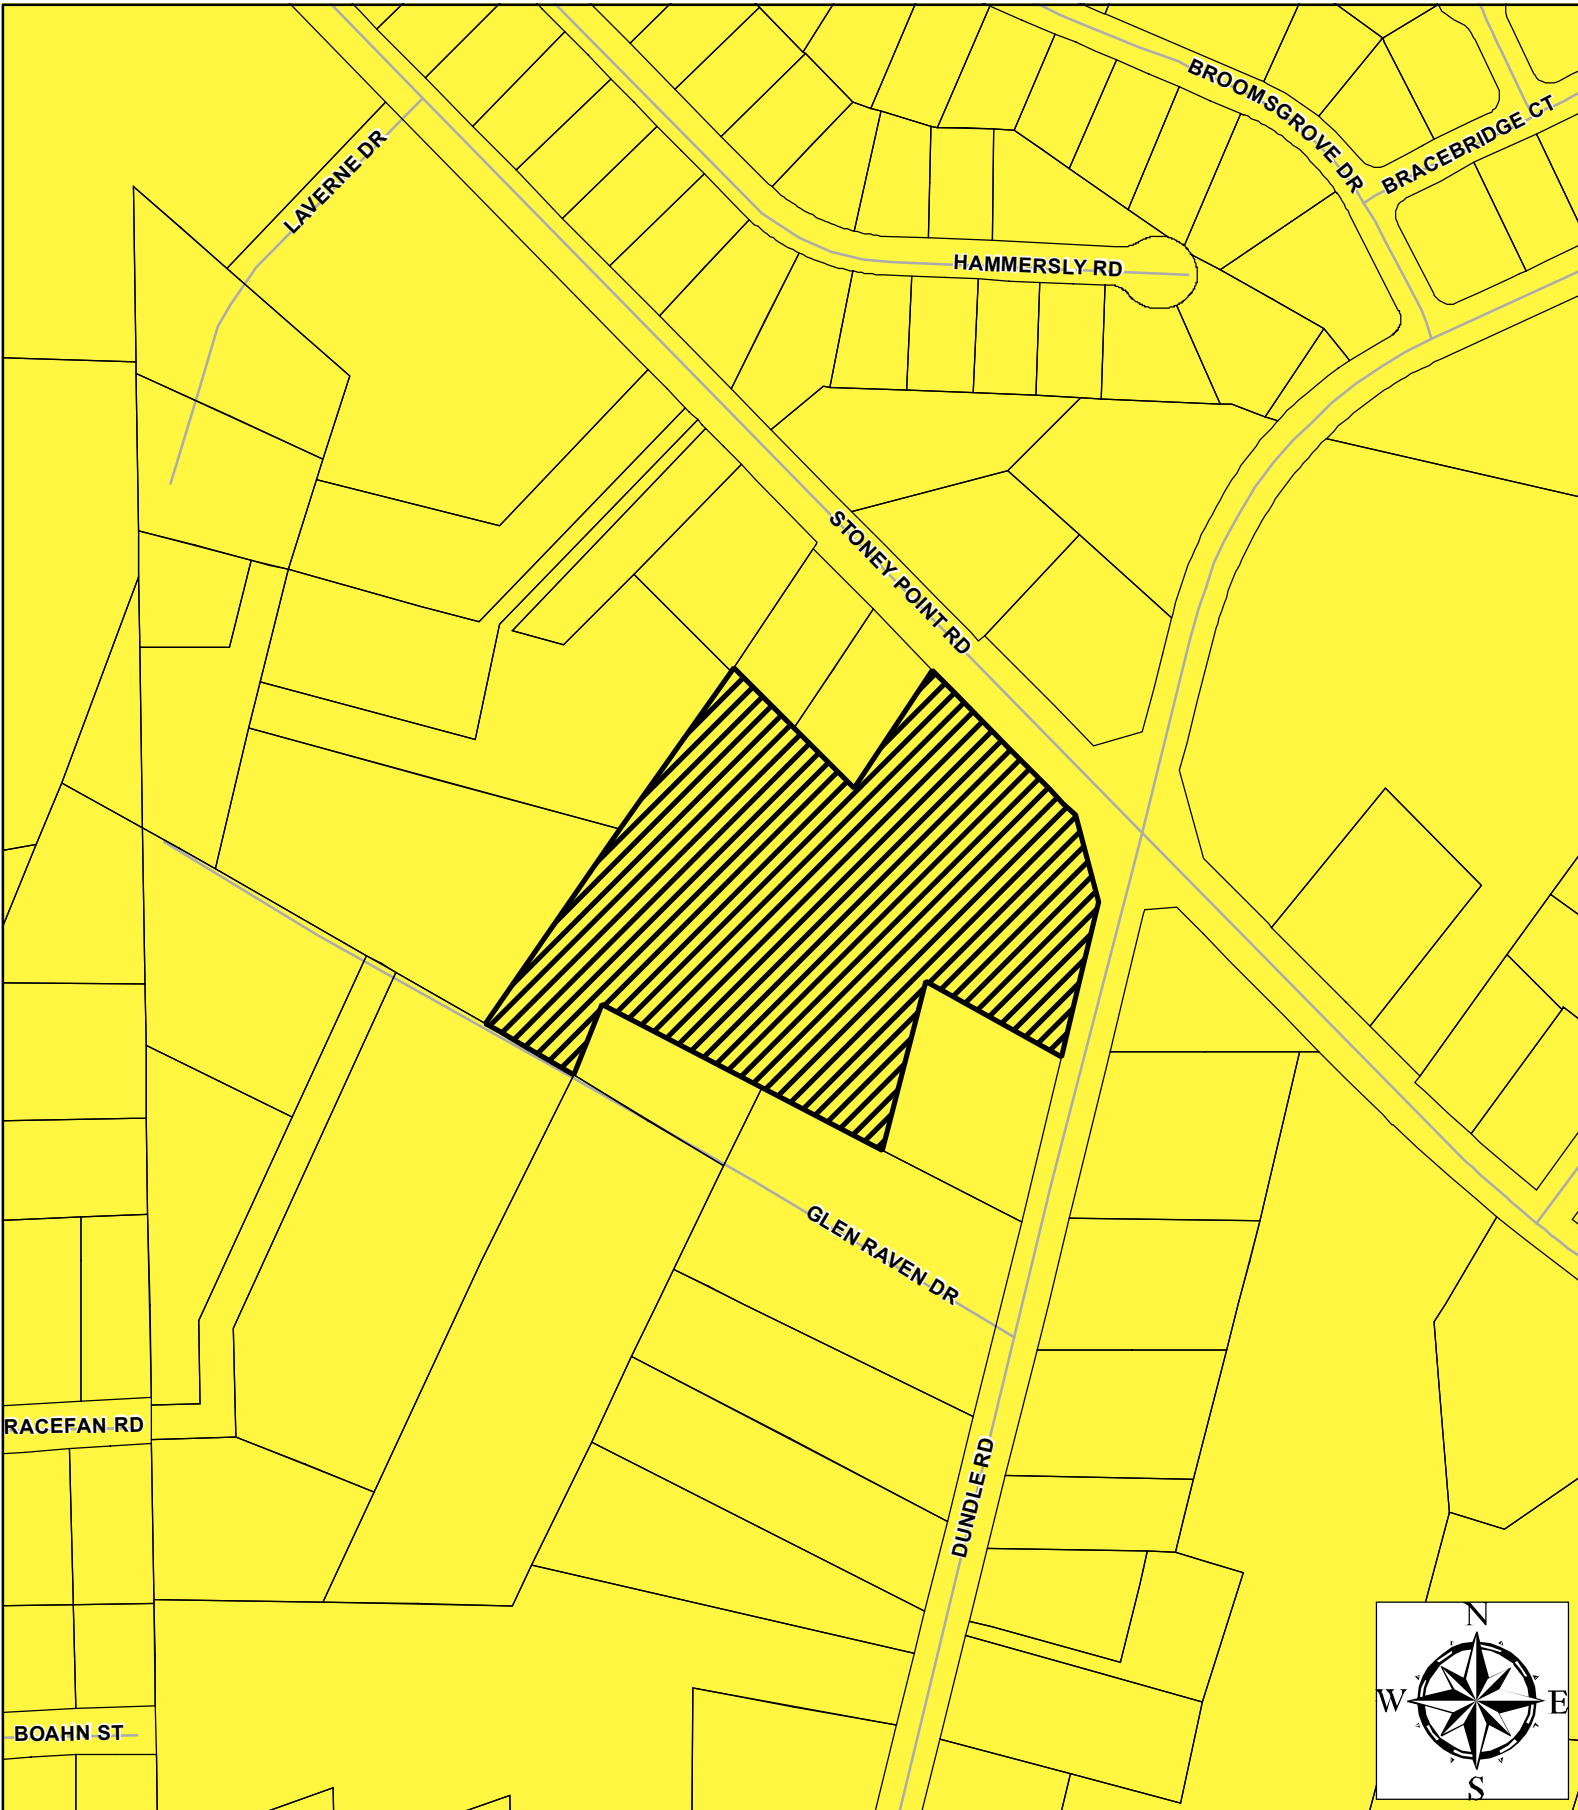 BROOMSGROVE DR
BRACEBRIDGE CT
LAVERNE DR
HAMMERSLY RD
STONEY POINT RD
GLEN RAVEN DR
RACEFAN RD
DUNDLE RD
N
W
E
S
BOAHN ST